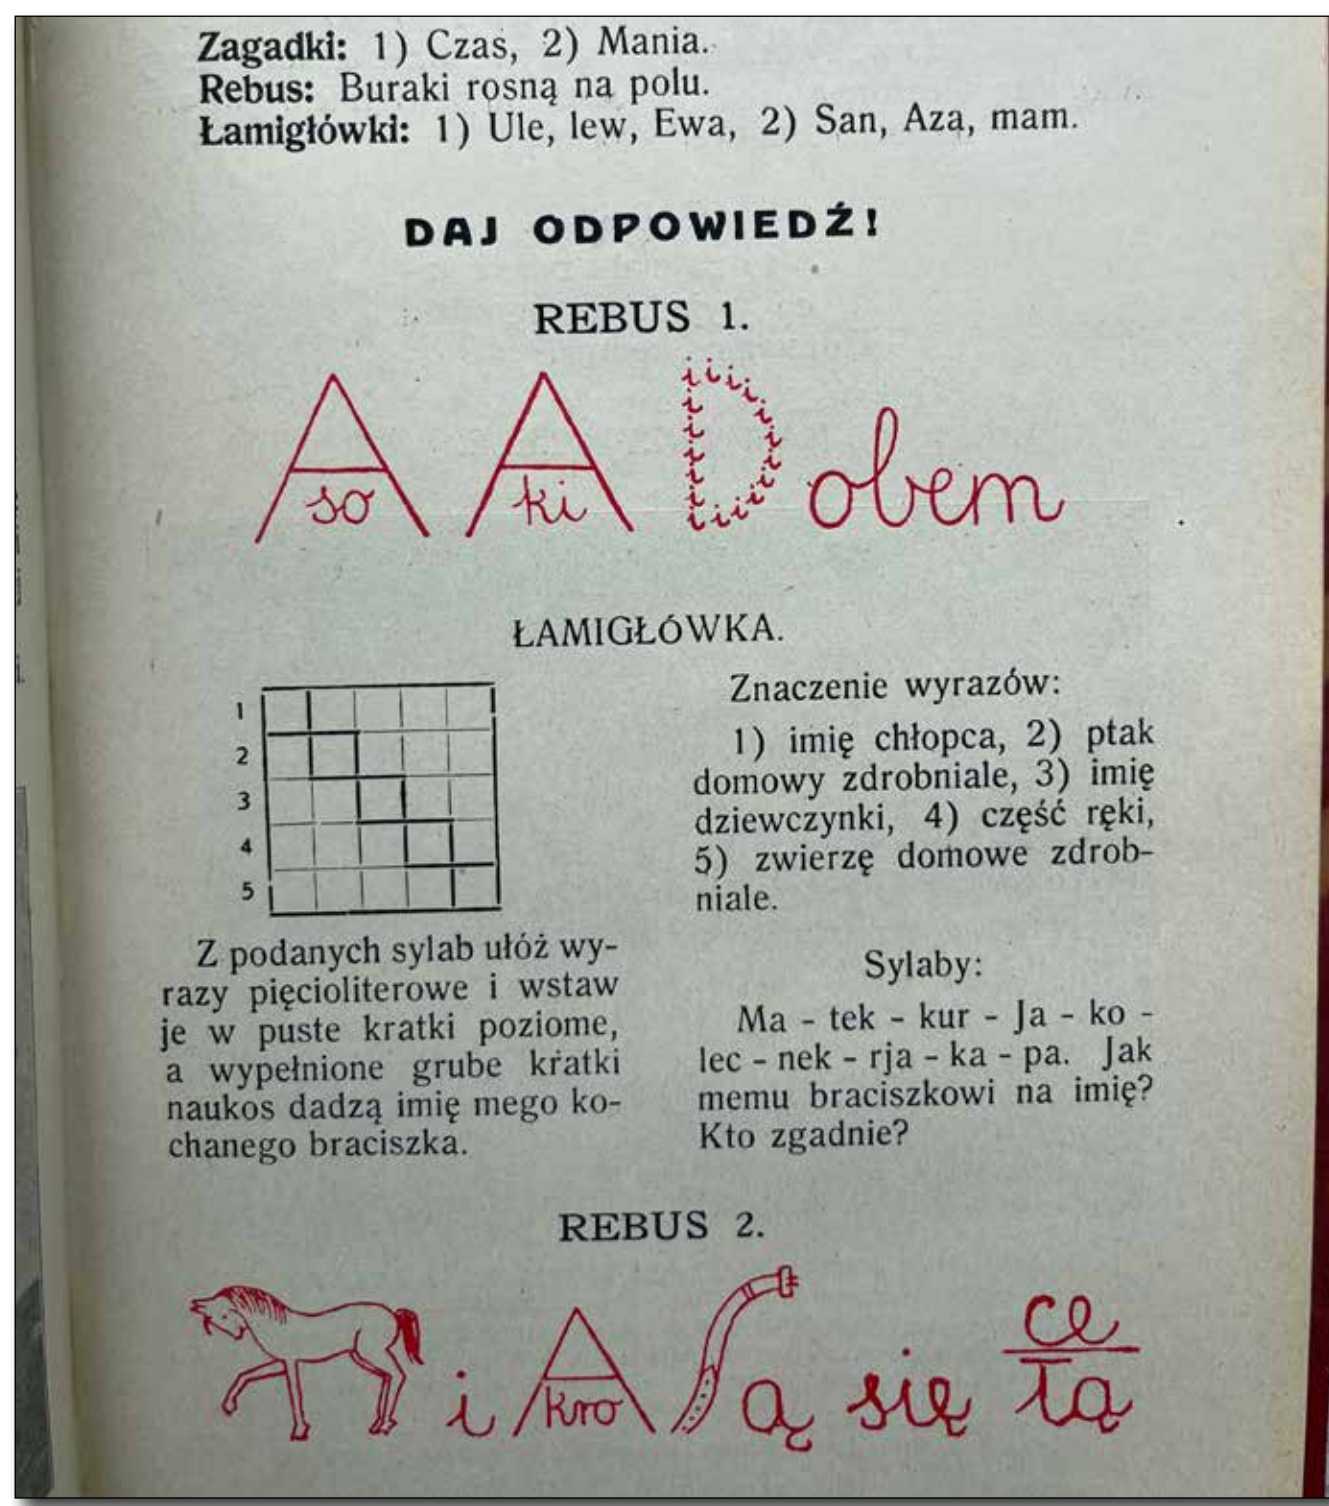 Zagadki: 1) Czas, 2) Mania.
Rebus: Buraki rosną na polu.
Łamigłówki: 1) Ule, lew, Ewa, 2) San, Aza, mam.
DAJ ODPOWIEDŹ!
REBUS 1.
A so A ki i i i i i i i i i i i i i i i i i i i i i i obem
ŁAMIGŁÓWKA.
1
2
3
4
5
Z podanych sylab ułóż wy-
razy pięcioliterowe i wstaw
je w puste kratki poziome,
a wypełnione grube kratki
naukos dadzą imię mego ko-
chanego braciszka.
Znaczenie wyrazów:
1) imię chłopca, 2) ptak
domowy zdrobniale, 3) imię
dziewczynki, 4) część ręki,
5) zwierzę domowe zdrob-
niale.
Sylaby:
Ma - tek - kur - Ja - ko -
lec - nek - rja - ka - pa. Jak
memu braciszkowi na imię?
Kto zgadnie?
REBUS 2.
ce
i A kro ą się łą